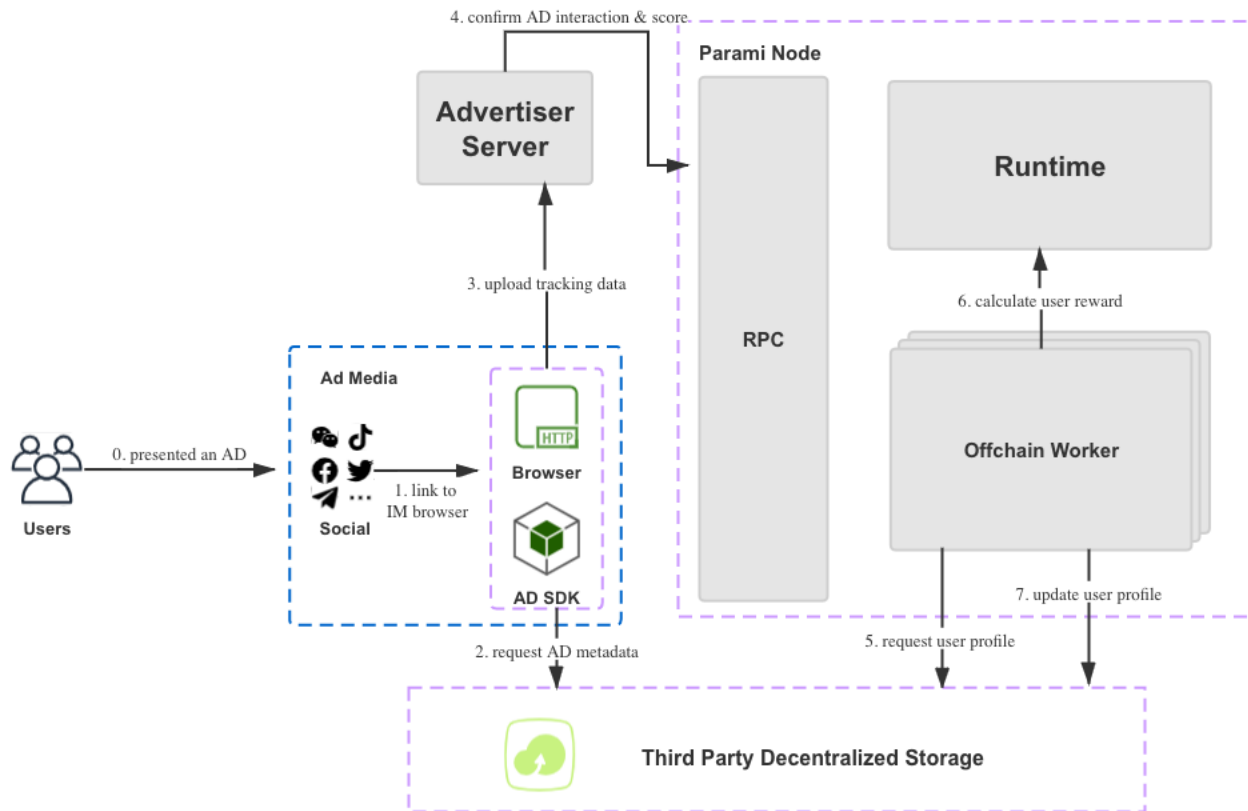 4. confirm AD interaction & score
Parami Node
Advertiser
Server
Runtime
3. upload tracking data
6. calculate user reward
RPC
Ad Media
HTTP
Browser
Offchain Worker
0. presented an AD
1. link to
IM browser
Users
Social
AD SDK
7. update user profile
2. request AD metadata
5. request user profile
Third Party Decentralized Storage